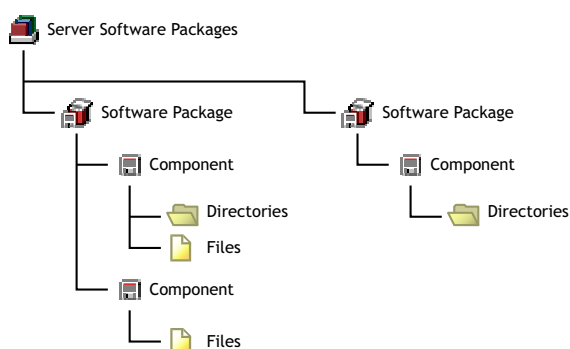 Server Software Packages
Software Package
Software Package
Component
Component
Directories
Directories
Files
Component
Files